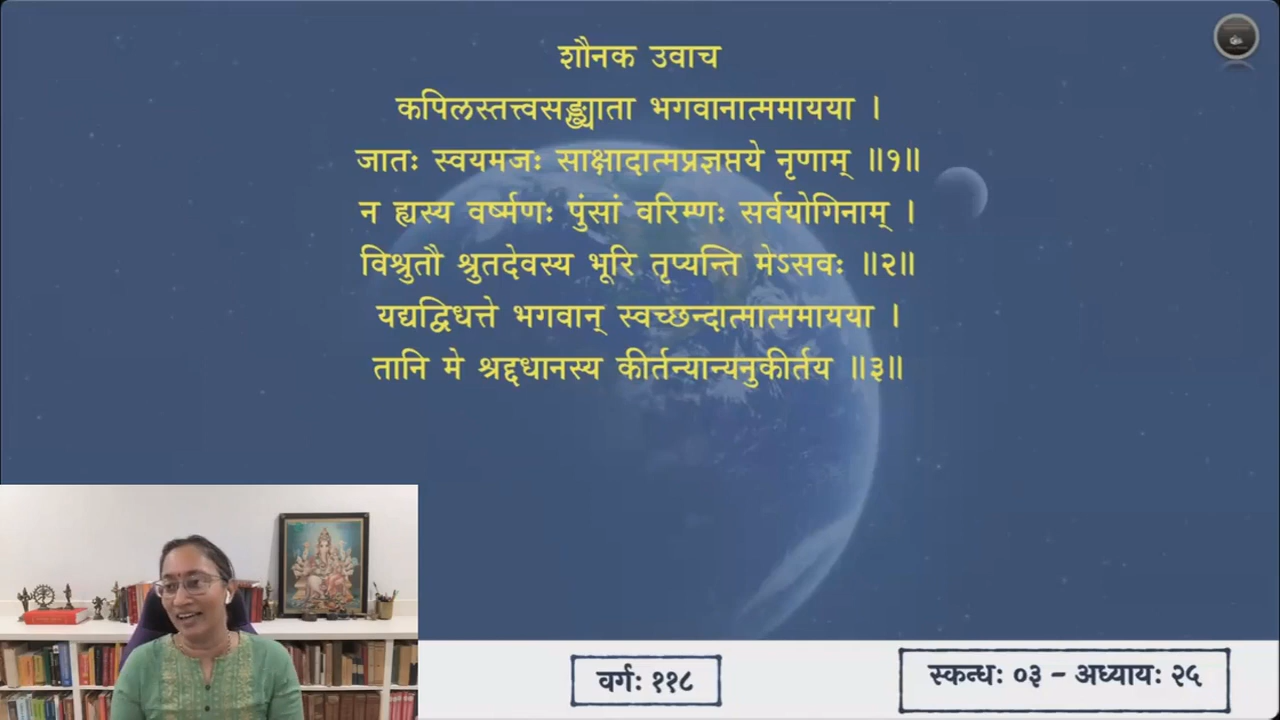 शौनक उवाच
कपिलस्तत्त्वसङ्ख्याता भगवानात्ममायया ।
जातः स्वयमजः साक्षादात्मप्रज्ञप्तये नृणाम् ॥१॥
न ह्यस्य वर्ष्मणः पुंसां वरिम्णः सर्वयोगिनाम् ।
विश्रुतौ श्रुतदेवस्य भूरि तृप्यन्ति मेऽसवः ॥२॥
यद्यद्विधत्ते भगवान् स्वच्छन्दात्मात्ममायया ।
तानि मे श्रद्दधानस्य कीर्तन्यान्यनुकीर्तय ॥३॥
वर्गः ११८
स्कन्धः ०३ - अध्यायः २५